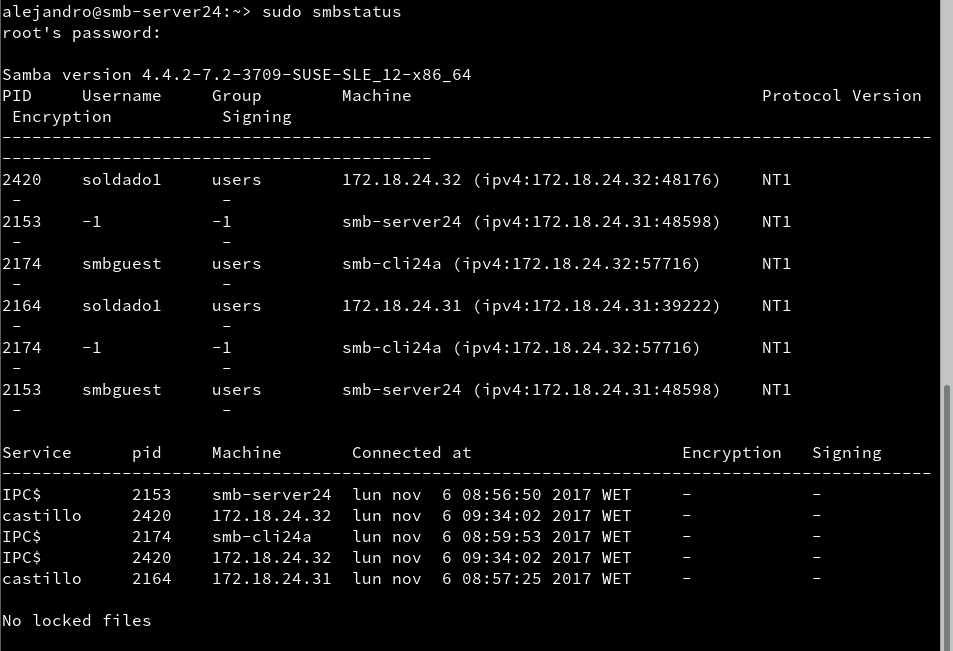 alejandro@smb-server24:~> sudo smbstatus
root's password:

Samba version 4.4.2-7.2-3709-SUSE-SLE_12-x86_64
PID     Username     Group        Machine                                   Protocol Version
 Encryption           Signing
---------------------------------------------------------------------------------------------
-------------------------------------------
2420    soldado1     users        172.18.24.32 (ipv4:172.18.24.32:48176)    NT1
 -                    -
2153    -1           -1           smb-server24 (ipv4:172.18.24.31:48598)    NT1
 -                    -
2174    smbguest     users        smb-cli24a (ipv4:172.18.24.32:57716)      NT1
 -                    -
2164    soldado1     users        172.18.24.31 (ipv4:172.18.24.31:39222)    NT1
 -                    -
2174    -1           -1           smb-cli24a (ipv4:172.18.24.32:57716)      NT1
 -                    -
2153    smbguest     users        smb-server24 (ipv4:172.18.24.31:48598)    NT1
 -                    -

Service      pid     Machine       Connected at                     Encryption   Signing
---------------------------------------------------------------------------------------------
IPC$         2153    smb-server24  lun nov  6 08:56:50 2017 WET     -            -
castillo     2420    172.18.24.32  lun nov  6 09:34:02 2017 WET     -            -
IPC$         2174    smb-cli24a    lun nov  6 08:59:53 2017 WET     -            -
IPC$         2420    172.18.24.32  lun nov  6 09:34:02 2017 WET     -            -
castillo     2164    172.18.24.31  lun nov  6 08:57:25 2017 WET     -            -

No locked files